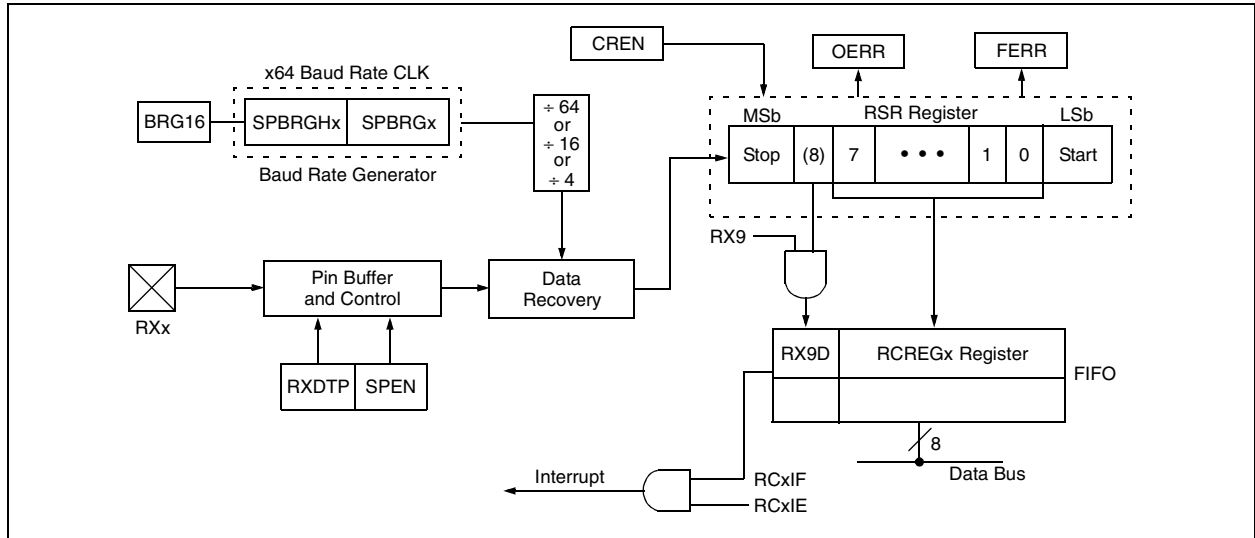 CREN
OERR
FERR
x64 Baud Rate CLK
BRG16
SPBRGHx
SPBRGx
Baud Rate Generator
÷ 64
or
÷ 16
or
÷ 4
MSb
RSR Register
LSb
Stop
(8)
7
• • •
1
0
Start
RX9
RXx
Pin Buffer
and Control
Data
Recovery
RXDTP
SPEN
RX9D
RCREGx Register
FIFO
8
Data Bus
Interrupt
RCxIF
RCxIE